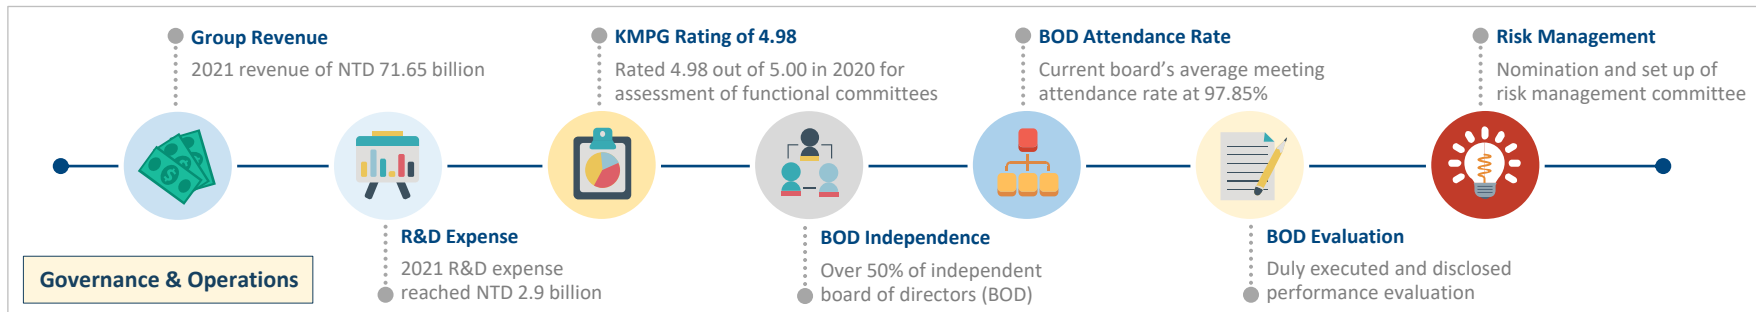 Group Revenue
2021 revenue of NTD 71.65 billion
KMPG Rating of 4.98
Rated 4.98 out of 5.00 in 2020 for
assessment of functional committees
BOD Attendance Rate
Current board's average meeting
attendance rate at 97.85%
Risk Management
Nomination and set up of
risk management committee
R&D Expense
2021 R&D expense
reached NTD 2.9 billion
BOD Independence
Over 50% of independent
board of directors (BOD)
BOD Evaluation
Duly executed and disclosed
performance evaluation
Governance & Operations